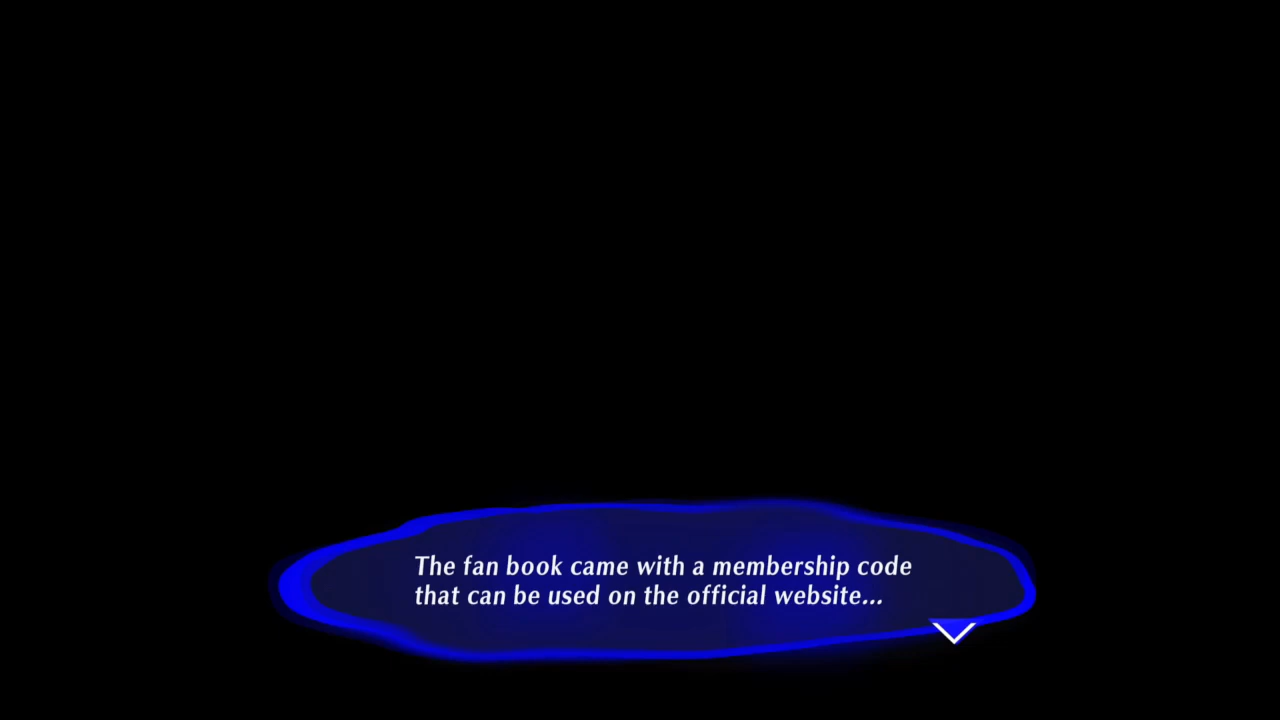 The fan book came with a membership code
that can be used on the official website...